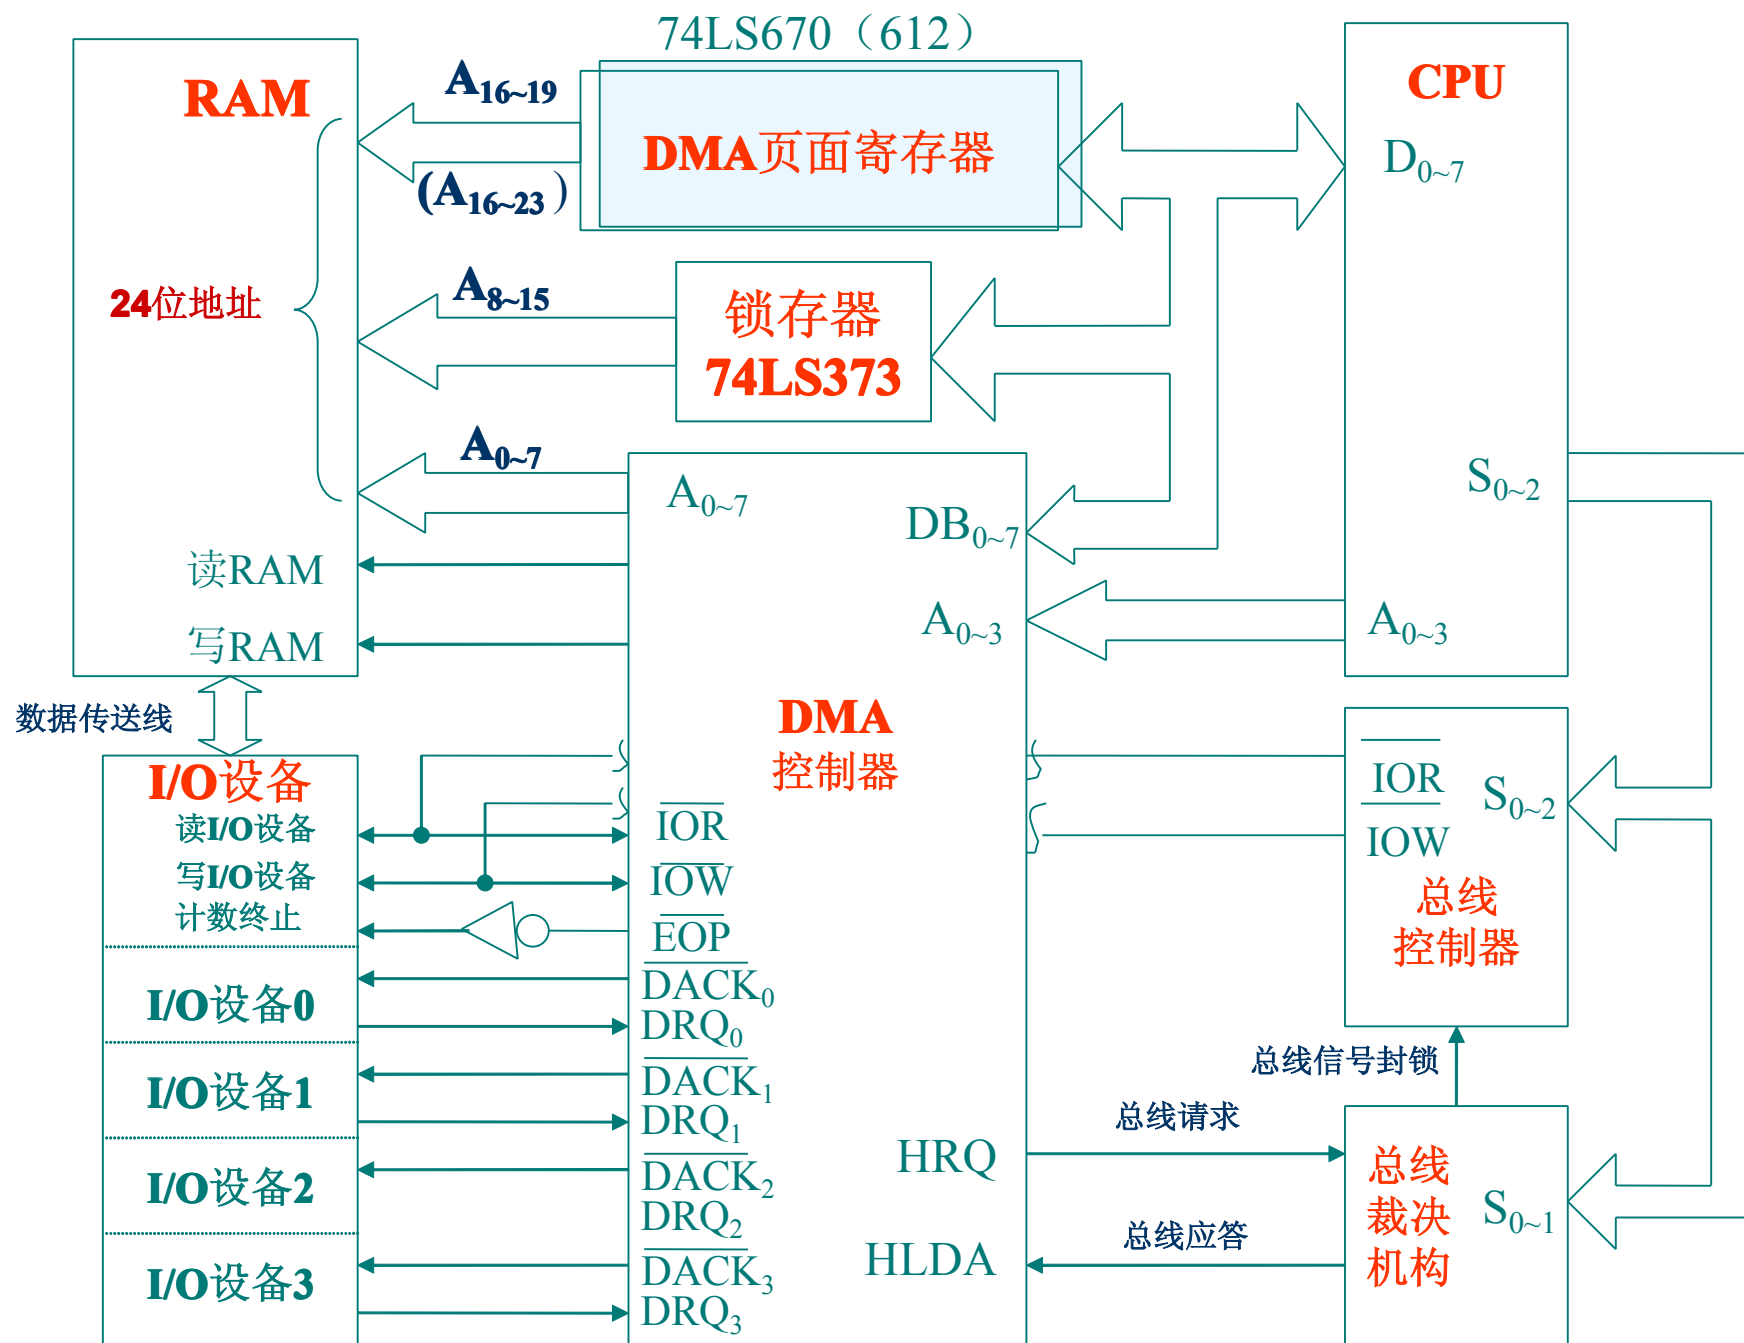 74LS670（612）
RAM
A16~19
(A16~23）
DMA页面寄存器
CPU
D0~7
24位地址
A8~15
锁存器
74LS373
A0~7
A0~7
DB0~7
S0~2
读RAM
写RAM
A0~3
A0~3
数据传送线
DMA
控制器
I/O设备
读I/O设备
写I/O设备
计数终止
IOR
IOW
EOP
IOR
IOW
S0~2
总线
控制器
DACK0
DRQ0
I/O设备0
DACK1
DRQ1
I/O设备1
DACK2
DRQ2
I/O设备2
DACK3
DRQ3
I/O设备3
总线信号封锁
总线请求
HRQ
总线应答
HLDA
总线
裁决
机构
S0~1